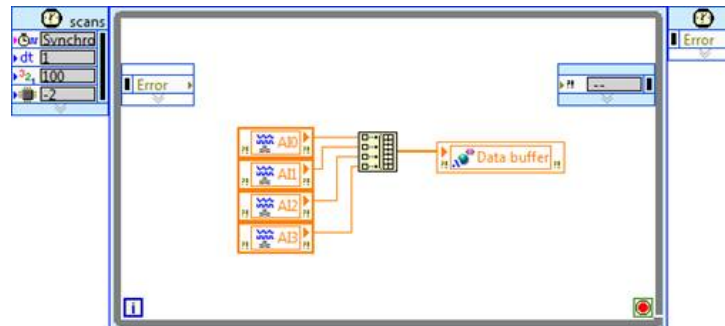 scans
Synchro
dt 1
100
-2
Error
Error
--
AI0
AI1
AI2
AI3
Data buffer
i